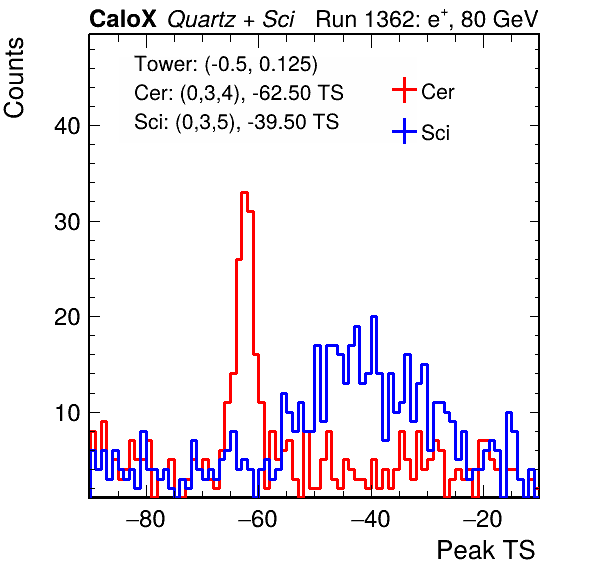 CaloX Quartz + Sci Run 1362: e⁺, 80 GeV
Tower: (-0.5, 0.125)
Cer: (0,3,4), -62.50 TS
Sci: (0,3,5), -39.50 TS
Cer
Sci
Counts
40
30
20
10
−80 −60 −40 −20
Peak TS